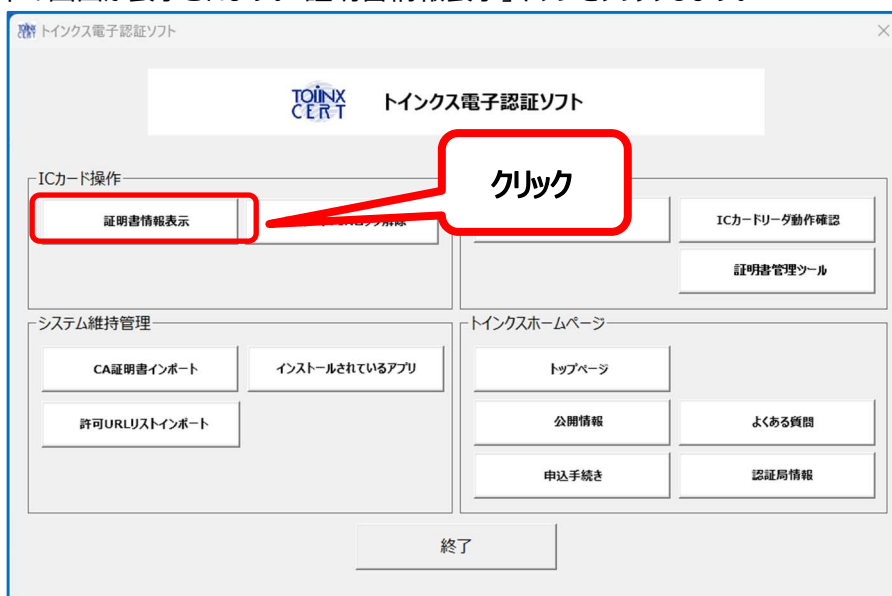 トインクス電子認証ソフト
TOiNX CERT
トインクス電子認証ソフト
ICカード操作
クリック
証明書情報表示
ICカードリーダ動作確認
証明書管理ツール
システム維持管理
トインクスホームページ
CA証明書インポート
インストールされているアプリ
トップページ
許可URLリストインポート
公開情報
よくある質問
申込手続き
認証局情報
終了